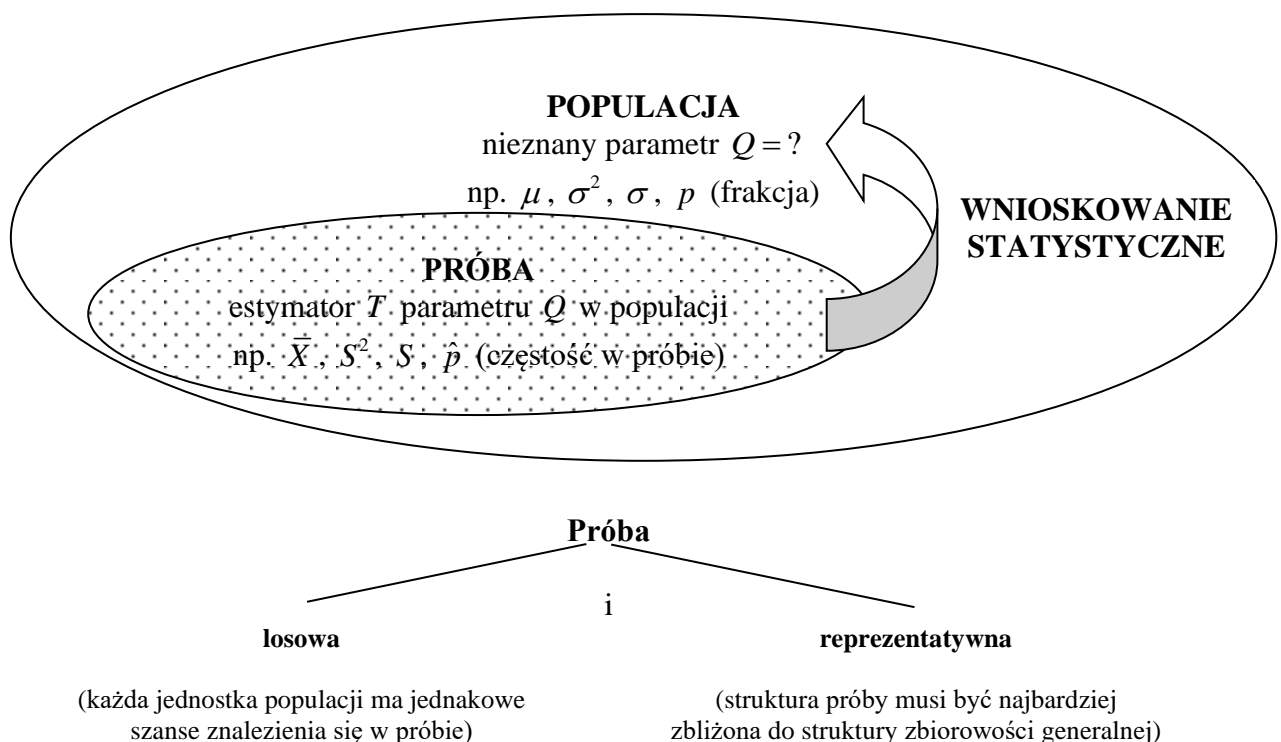 POPULACJA
nieznany parametr Q = ?
np. μ, σ², σ, p (frakcja)
WNIOSKOWANIE
STATYSTYCZNE
PRÓBA
estymator T parametru Q w populacji
np. X̄, S², S, p̂ (częstość w próbie)
Próba
i
losowa
reprezentatywna
(każda jednostka populacji ma jednakowe
szanse znalezienia się w próbie)
(struktura próby musi być najbardziej
zbliżona do struktury zbiorowości generalnej)